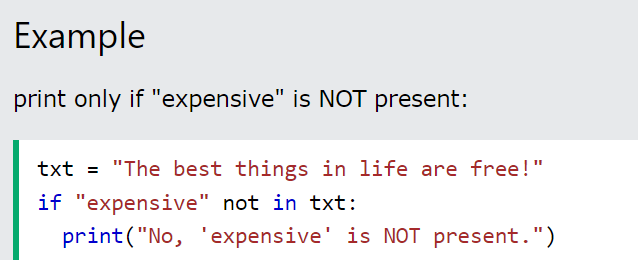 Example
print only if "expensive" is NOT present:
txt = "The best things in life are free!"
if "expensive" not in txt:
  print("No, 'expensive' is NOT present.")